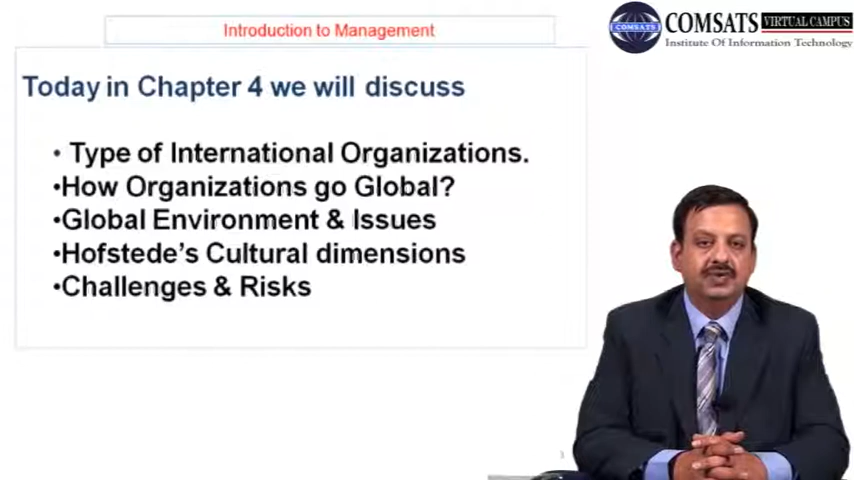 Introduction to Management
COMSATS VIRTUAL CAMPUS
Institute Of Information Technology
COMSATS
Today in Chapter 4 we will discuss
• Type of International Organizations.
•How Organizations go Global?
•Global Environment & Issues
•Hofstede's Cultural dimensions
•Challenges & Risks